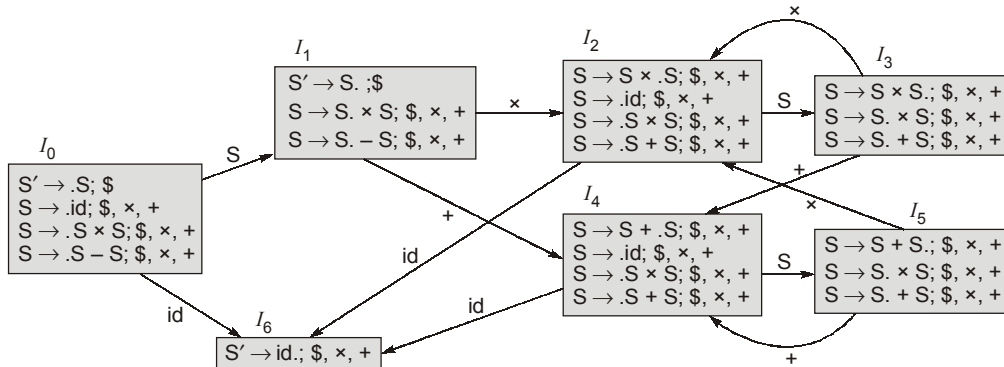 I0
S′ → .S; $
S → .id; $, ×, +
S → .S × S; $, ×, +
S → .S – S; $, ×, +
S
id
I1
S′ → S. ;$
S → S. × S; $, ×, +
S → S. – S; $, ×, +
×
+
I2
S → S × .S; $, ×, +
S → .id; $, ×, +
S → .S × S; $, ×, +
S → .S + S; $, ×, +
S
id
×
I3
S → S × S.; $, ×, +
S → S. × S; $, ×, +
S → S. + S; $, ×, +
+
×
I4
S → S + .S; $, ×, +
S → .id; $, ×, +
S → .S × S; $, ×, +
S → .S + S; $, ×, +
S
id
I5
S → S + S.; $, ×, +
S → S. × S; $, ×, +
S → S. + S; $, ×, +
+
I6
S′ → id.; $, ×, +